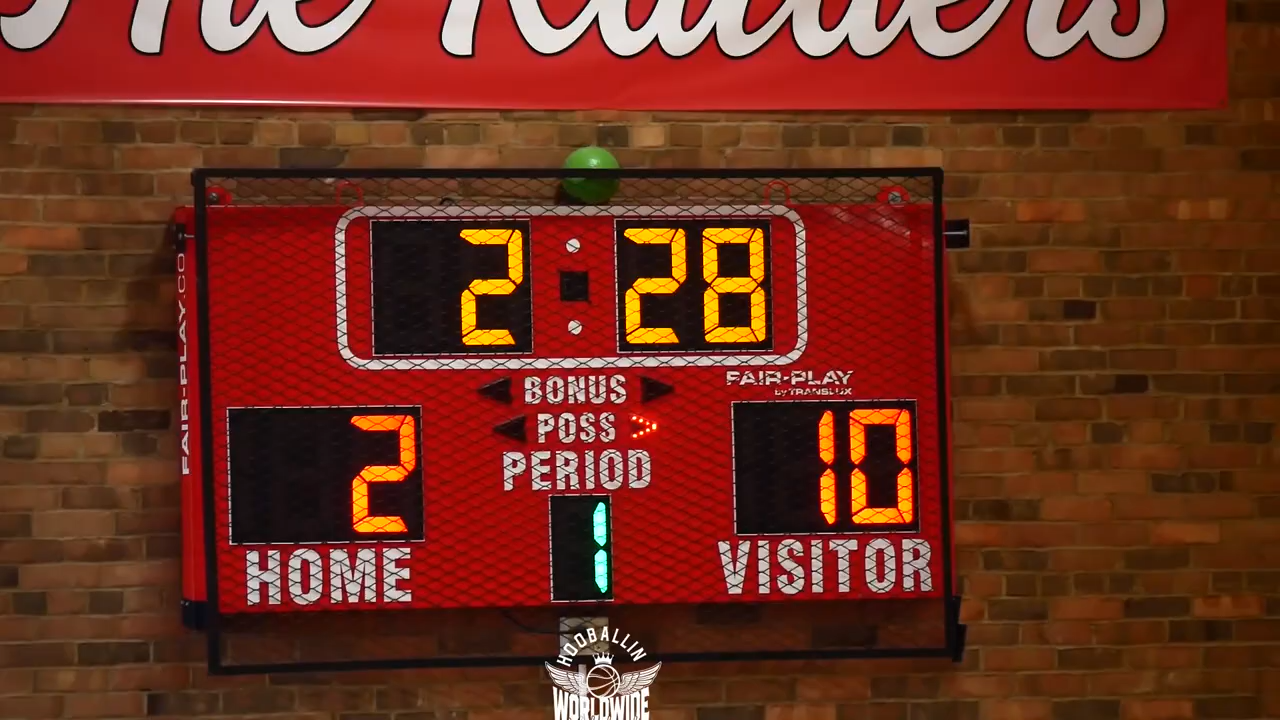 The Raiders
2:28
FAIR-PLAY.CO
BONUS
FAIR-PLAY
by TRANS-LUX
POSS >
PERIOD
2
10
1
HOME
VISITOR
HOOBALLIN
WORLDWIDE